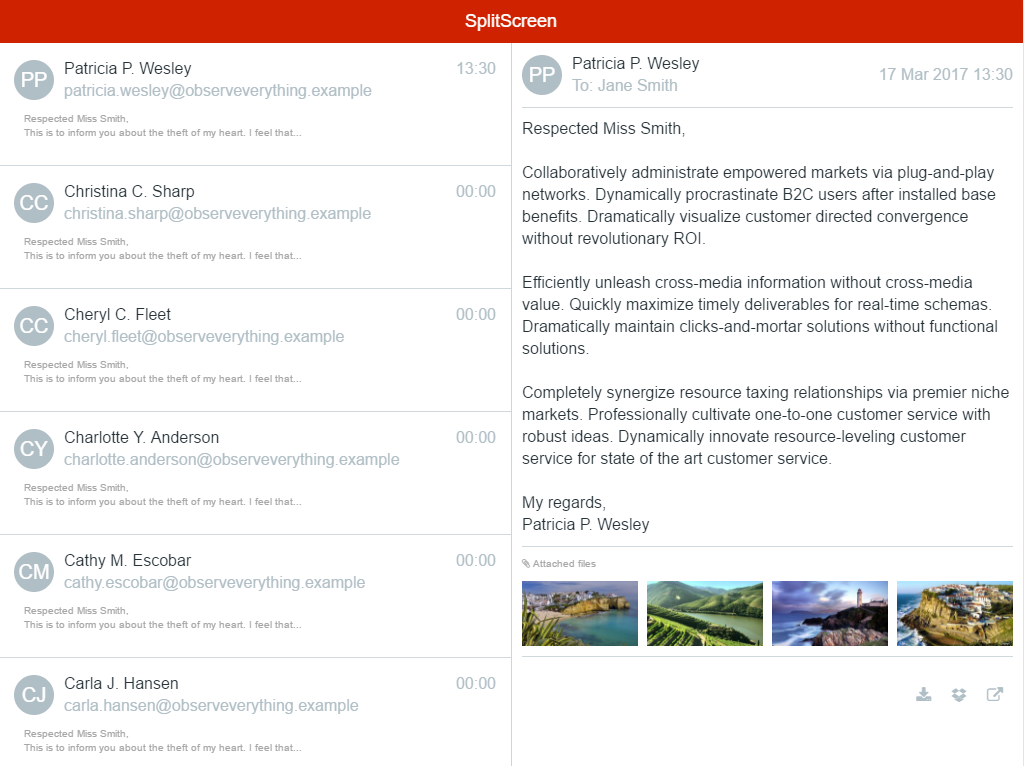 SplitScreen
PP
Patricia P. Wesley
13:30
patricia.wesley@observeverything.example
Respected Miss Smith,
This is to inform you about the theft of my heart. I feel that...
CC
Christina C. Sharp
00:00
christina.sharp@observeverything.example
Respected Miss Smith,
This is to inform you about the theft of my heart. I feel that...
CC
Cheryl C. Fleet
00:00
cheryl.fleet@observeverything.example
Respected Miss Smith,
This is to inform you about the theft of my heart. I feel that...
CY
Charlotte Y. Anderson
00:00
charlotte.anderson@observeverything.example
Respected Miss Smith,
This is to inform you about the theft of my heart. I feel that...
CM
Cathy M. Escobar
00:00
cathy.escobar@observeverything.example
Respected Miss Smith,
This is to inform you about the theft of my heart. I feel that...
CJ
Carla J. Hansen
00:00
carla.hansen@observeverything.example
Respected Miss Smith,
This is to inform you about the theft of my heart. I feel that...
PP
Patricia P. Wesley
To: Jane Smith
17 Mar 2017 13:30
Respected Miss Smith,
Collaboratively administrate empowered markets via plug-and-play
networks. Dynamically procrastinate B2C users after installed base
benefits. Dramatically visualize customer directed convergence
without revolutionary ROI.
Efficiently unleash cross-media information without cross-media
value. Quickly maximize timely deliverables for real-time schemas.
Dramatically maintain clicks-and-mortar solutions without functional
solutions.
Completely synergize resource taxing relationships via premier niche
markets. Professionally cultivate one-to-one customer service with
robust ideas. Dynamically innovate resource-leveling customer
service for state of the art customer service.
My regards,
Patricia P. Wesley
Attached files